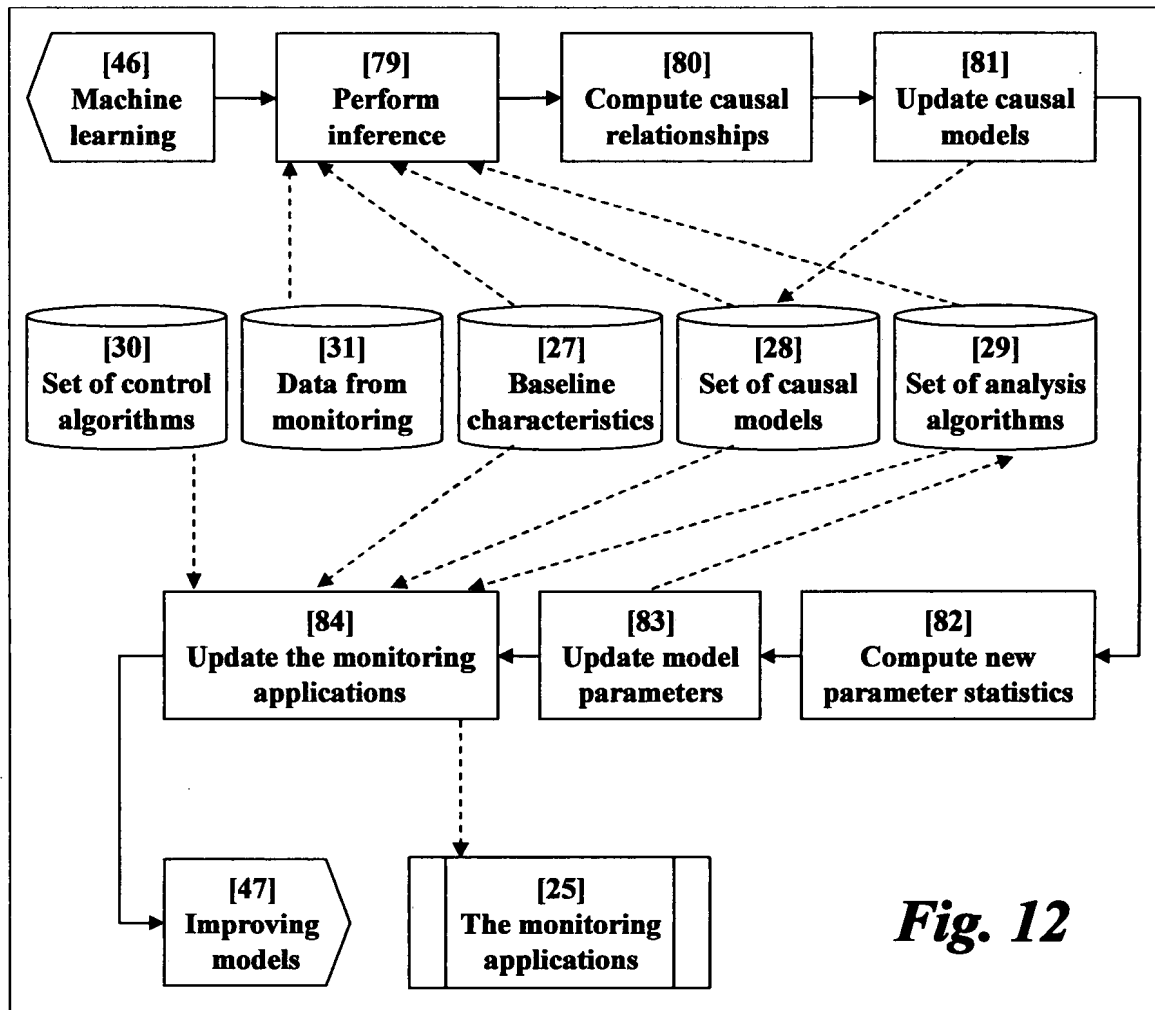 [46]
Machine
learning
[79]
Perform
inference
[80]
Compute causal
relationships
[81]
Update causal
models
[30]
Set of control
algorithms
[31]
Data from
monitoring
[27]
Baseline
characteristics
[28]
Set of causal
models
[29]
Set of analysis
algorithms
[84]
Update the monitoring
applications
[83]
Update model
parameters
[82]
Compute new
parameter statistics
[47]
Improving
models
[25]
The monitoring
applications
Fig. 12